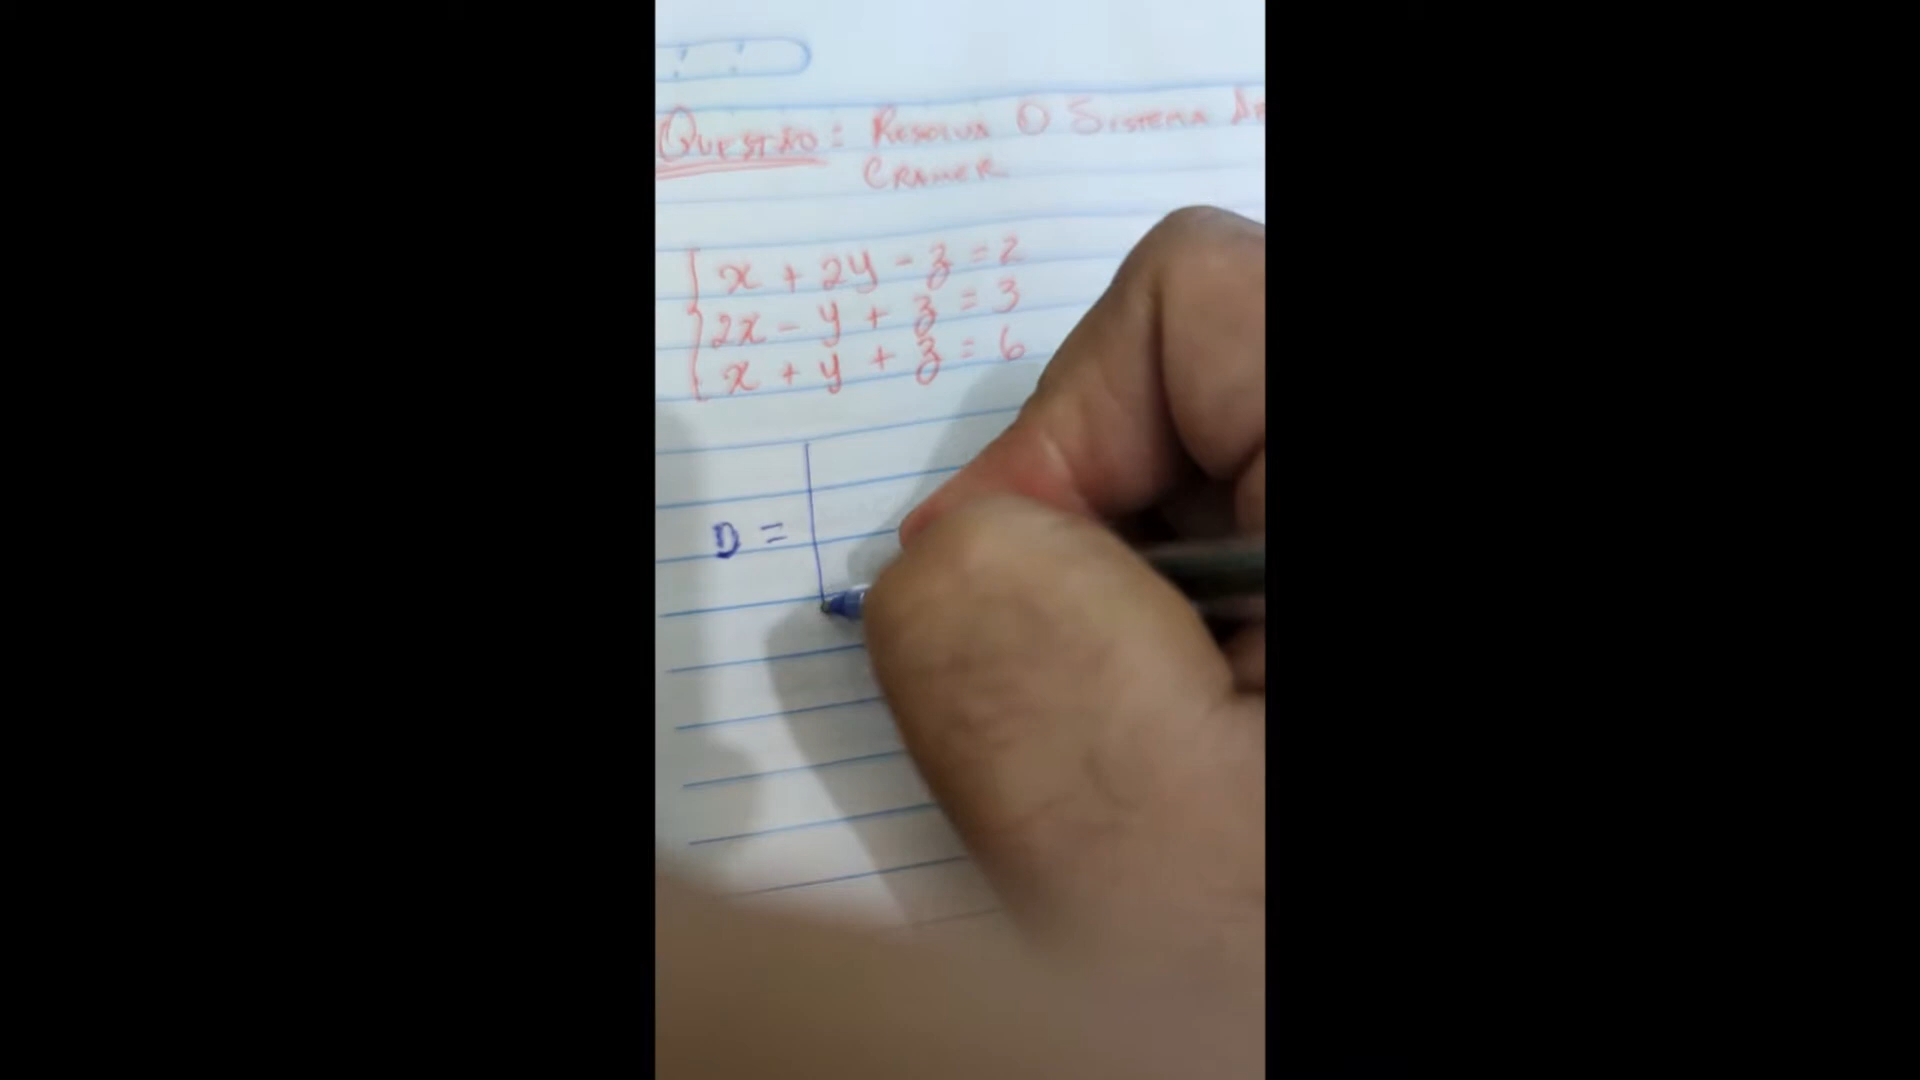 QUESTÃO: RESOLVA O SISTEMA
CRAMER
x + 2y - z = 2
2x - y + z = 3
x + y + z = 6
D =